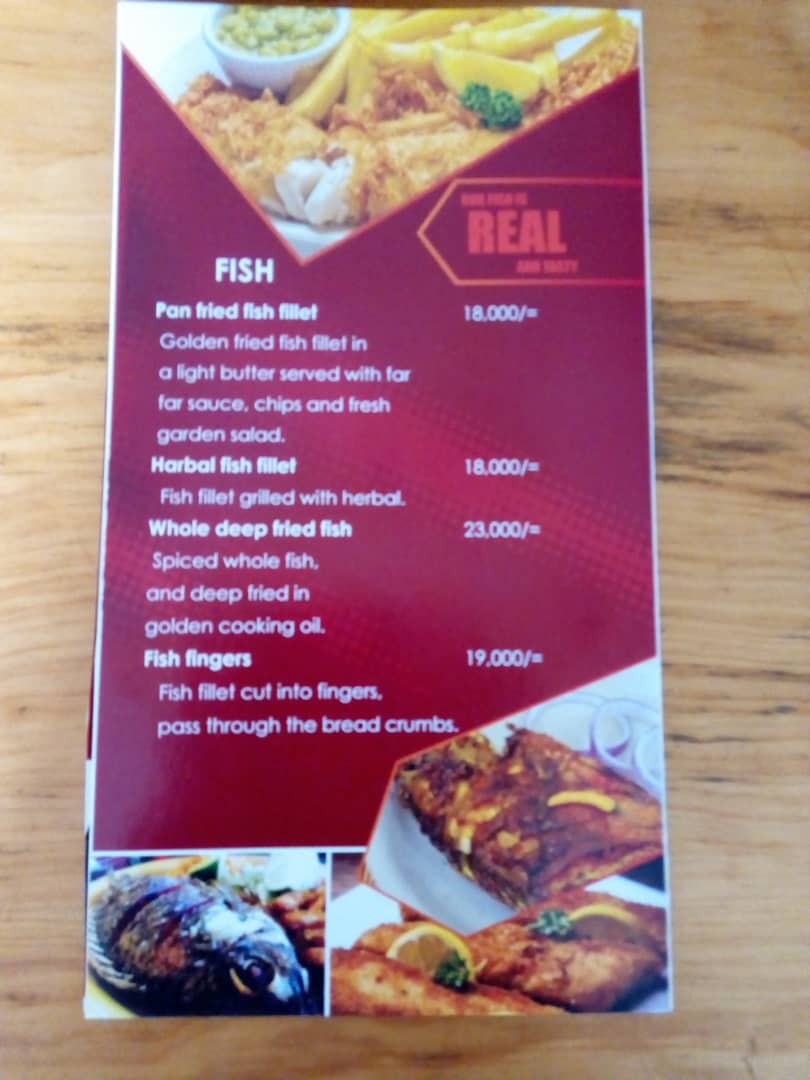 OUR FISH IS
REAL
AND TASTY
FISH
Pan fried fish fillet 18,000/=
Golden fried fish fillet in
a light butter served with far
far sauce, chips and fresh
garden salad.
Harbal fish fillet 18,000/=
Fish fillet grilled with herbal.
Whole deep fried fish 23,000/=
Spiced whole fish,
and deep fried in
golden cooking oil.
Fish fingers 19,000/=
Fish fillet cut into fingers,
pass through the bread crumbs.